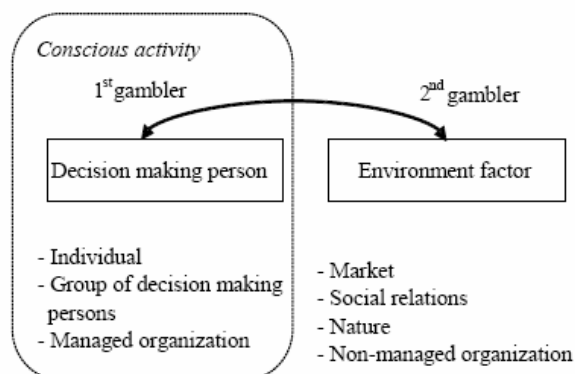 Conscious activity
1st gambler
2nd gambler
Decision making person
Environment factor
- Individual
- Group of decision making
persons
- Managed organization
- Market
- Social relations
- Nature
- Non-managed organization